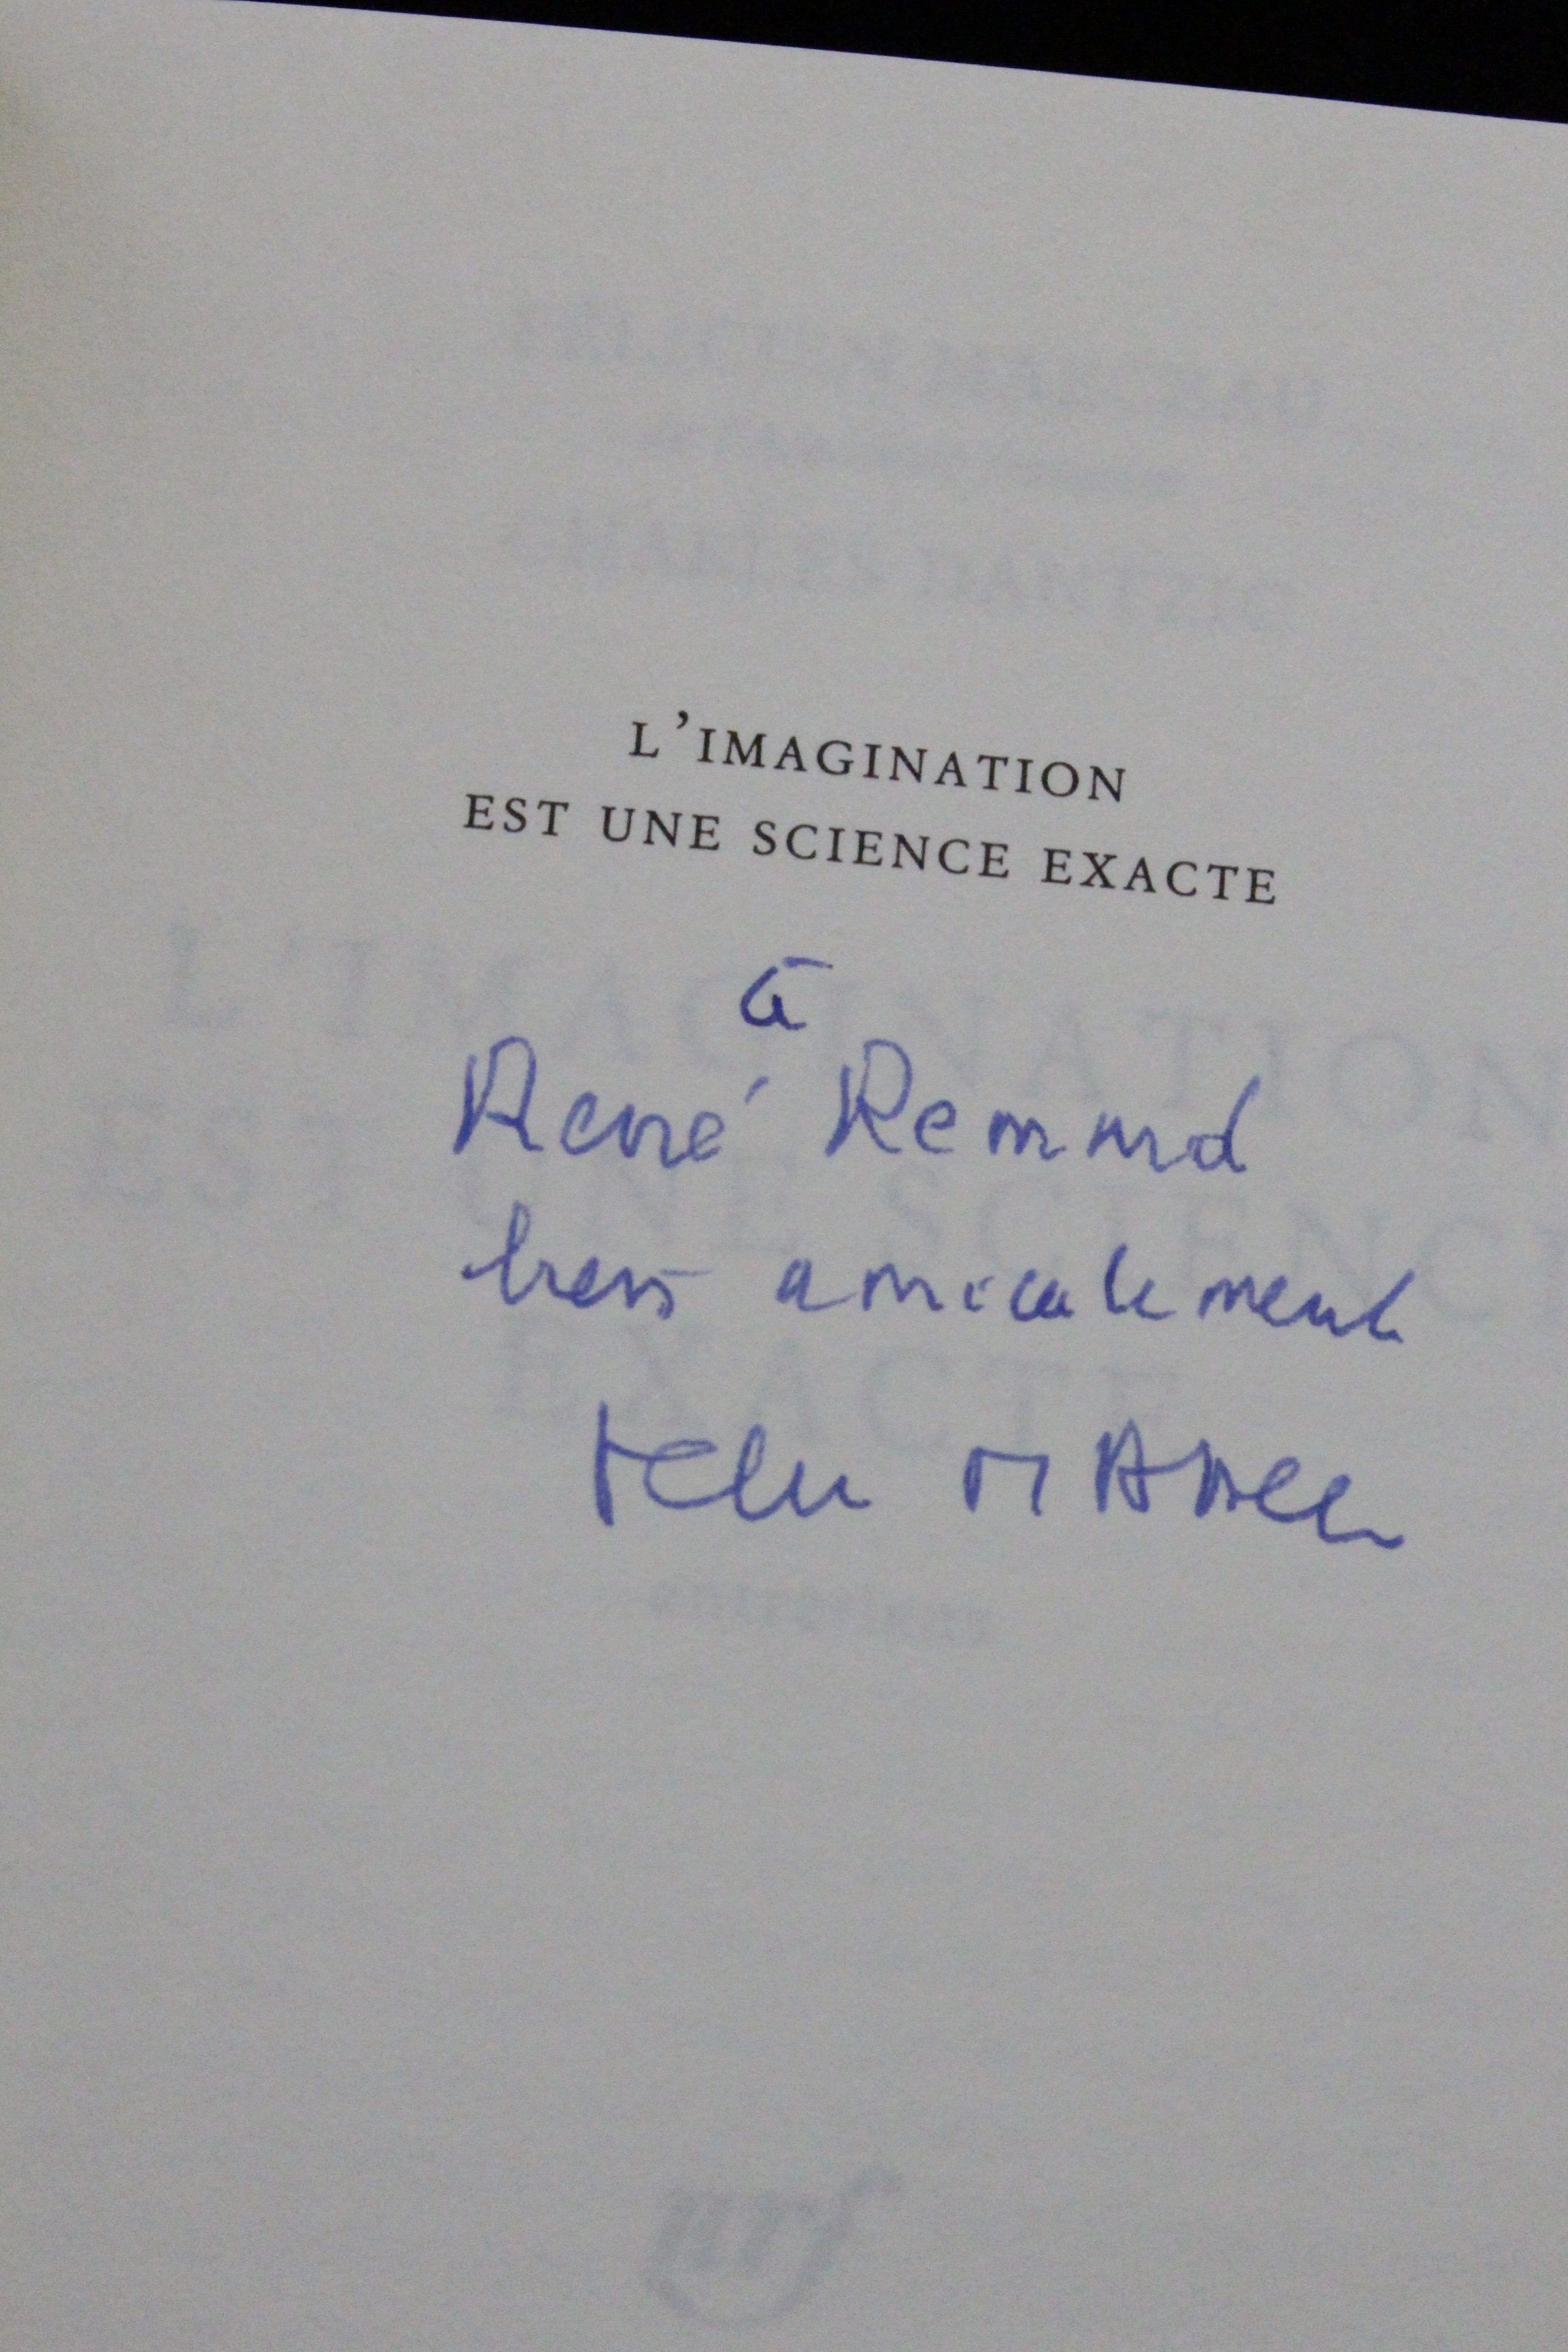 L'IMAGINATION
EST UNE SCIENCE EXACTE
à
René Remond
très amicalement